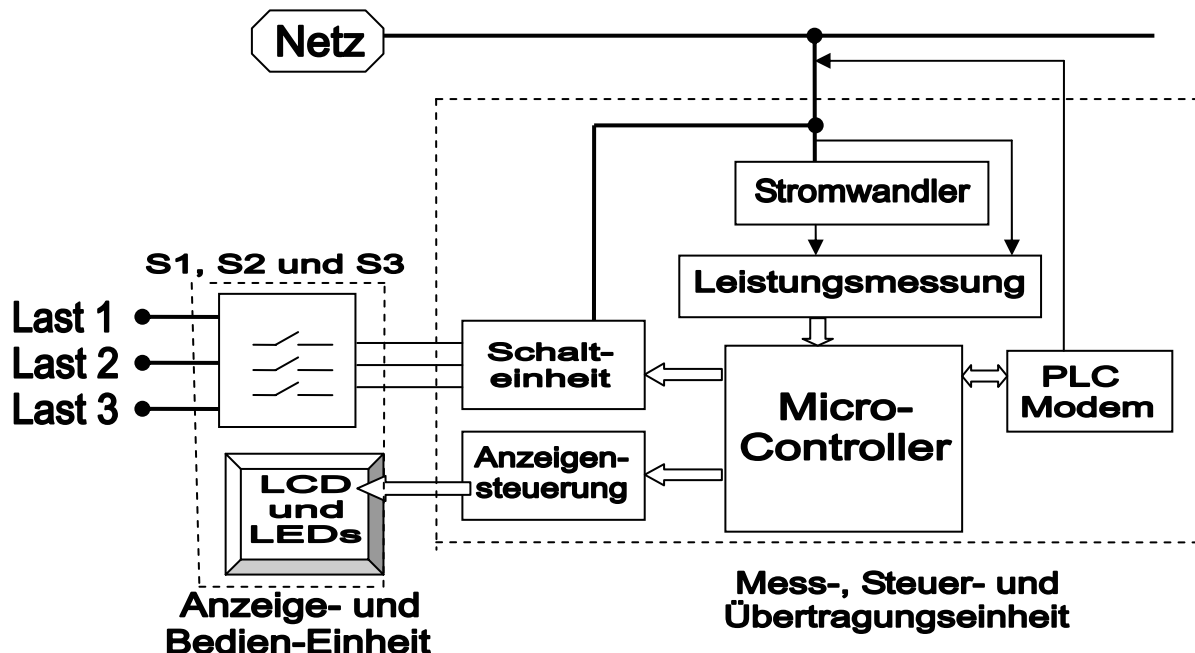 Netz
Stromwandler
S1, S2 und S3
Leistungsmessung
Last 1
Last 2
Last 3
Schalt-
einheit
Micro-
Controller
PLC
Modem
Anzeigen-
steuerung
LCD
und
LEDs
Anzeige- und
Bedien-Einheit
Mess-, Steuer- und
Übertragungseinheit